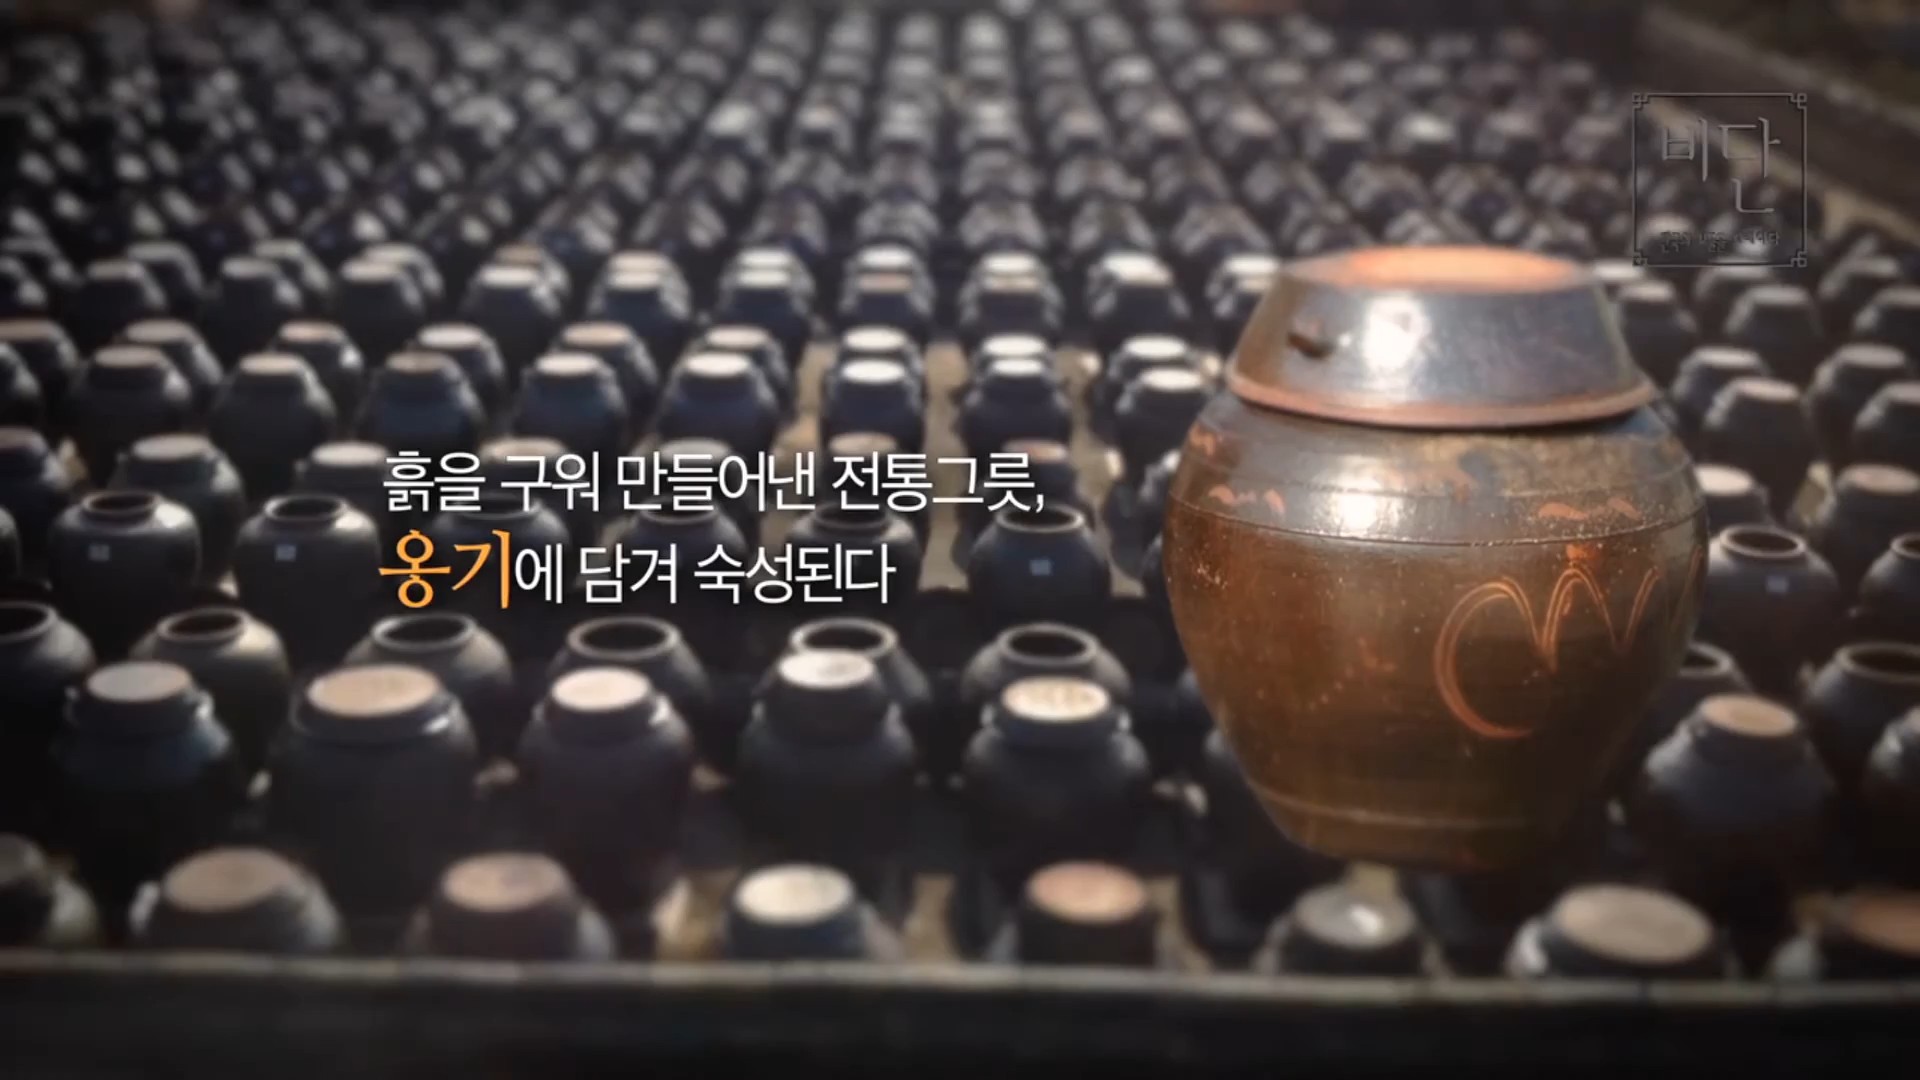 비단
흙을 구워 만들어낸 전통그릇,
옹기에 담겨 숙성된다